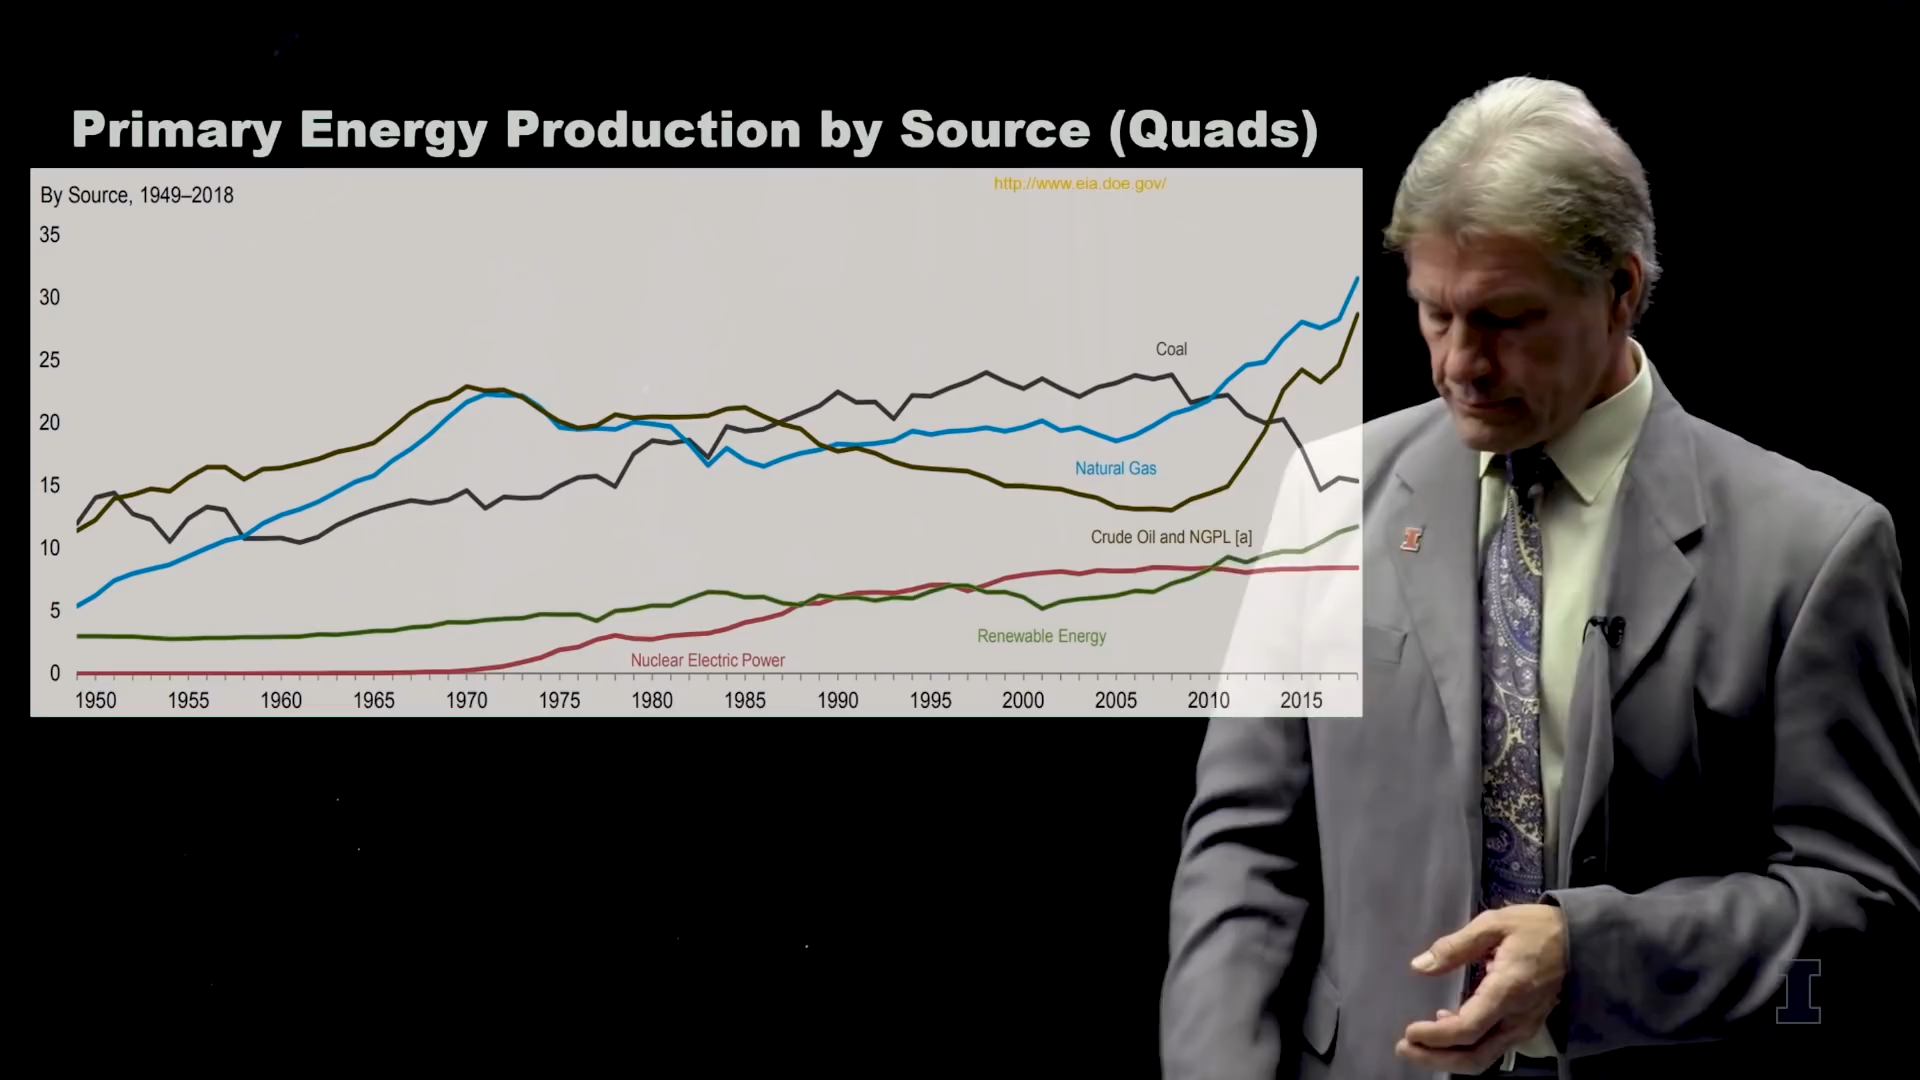 Primary Energy Production by Source (Quads)
http://www.eia.doe.gov/
By Source, 1949–2018
35
30
25
Coal
20
Natural Gas
15
Crude Oil and NGPL [a]
10
5
Renewable Energy
Nuclear Electric Power
0
1950 1955 1960 1965 1970 1975 1980 1985 1990 1995 2000 2005 2010 2015
I
I